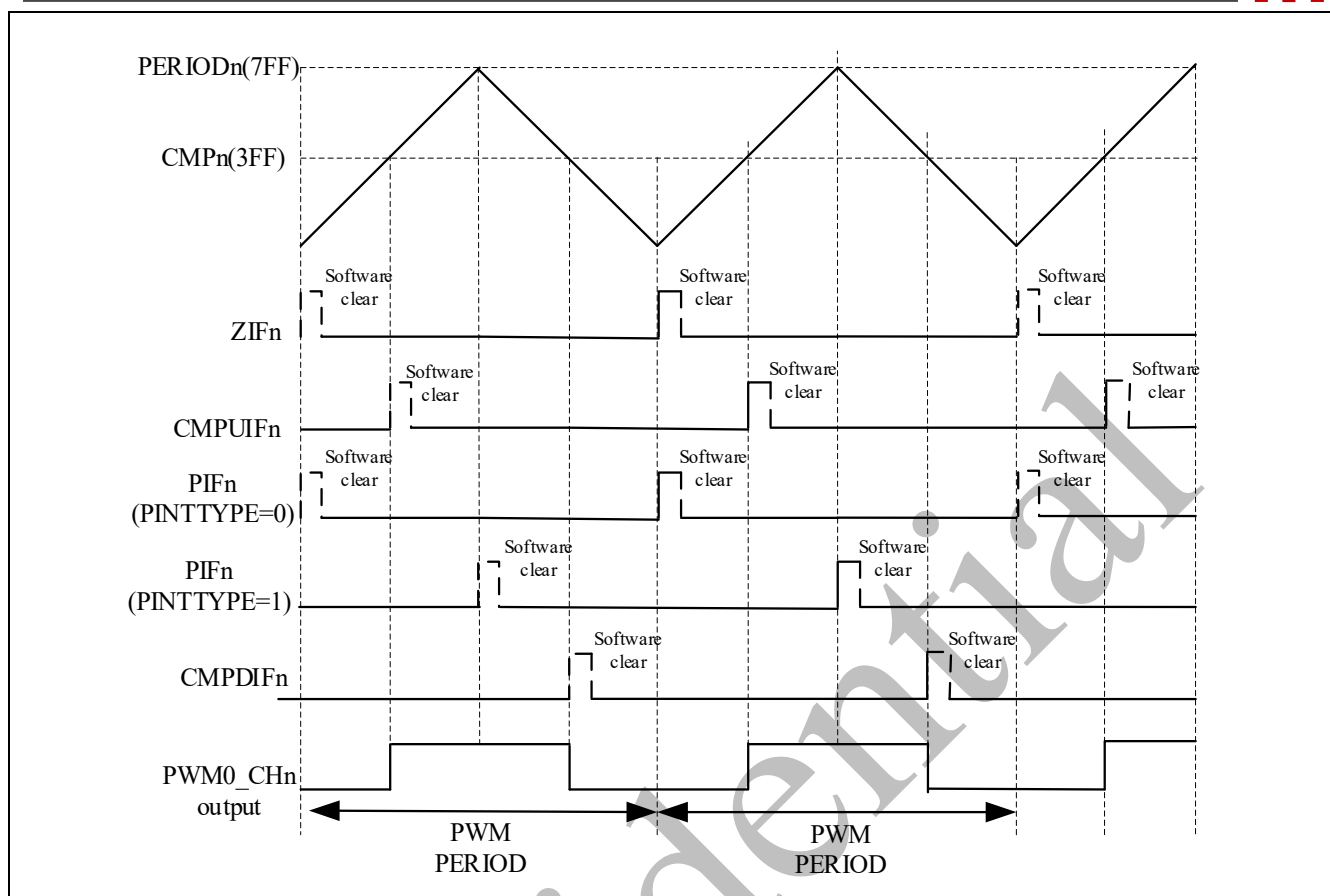 PERIODn(7FF)
CMPn(3FF)
Software
clear
Software
clear
Software
clear
ZIFn
Software
clear
Software
clear
Software
clear
CMPUIFn
Software
clear
Software
clear
Software
clear
PIFn
(PINTTYPE=0)
Software
clear
Software
clear
PIFn
(PINTTYPE=1)
Software
clear
Software
clear
CMPDIFn
PWM0_CHn
output
PWM
PERIOD
PWM
PERIOD
idential